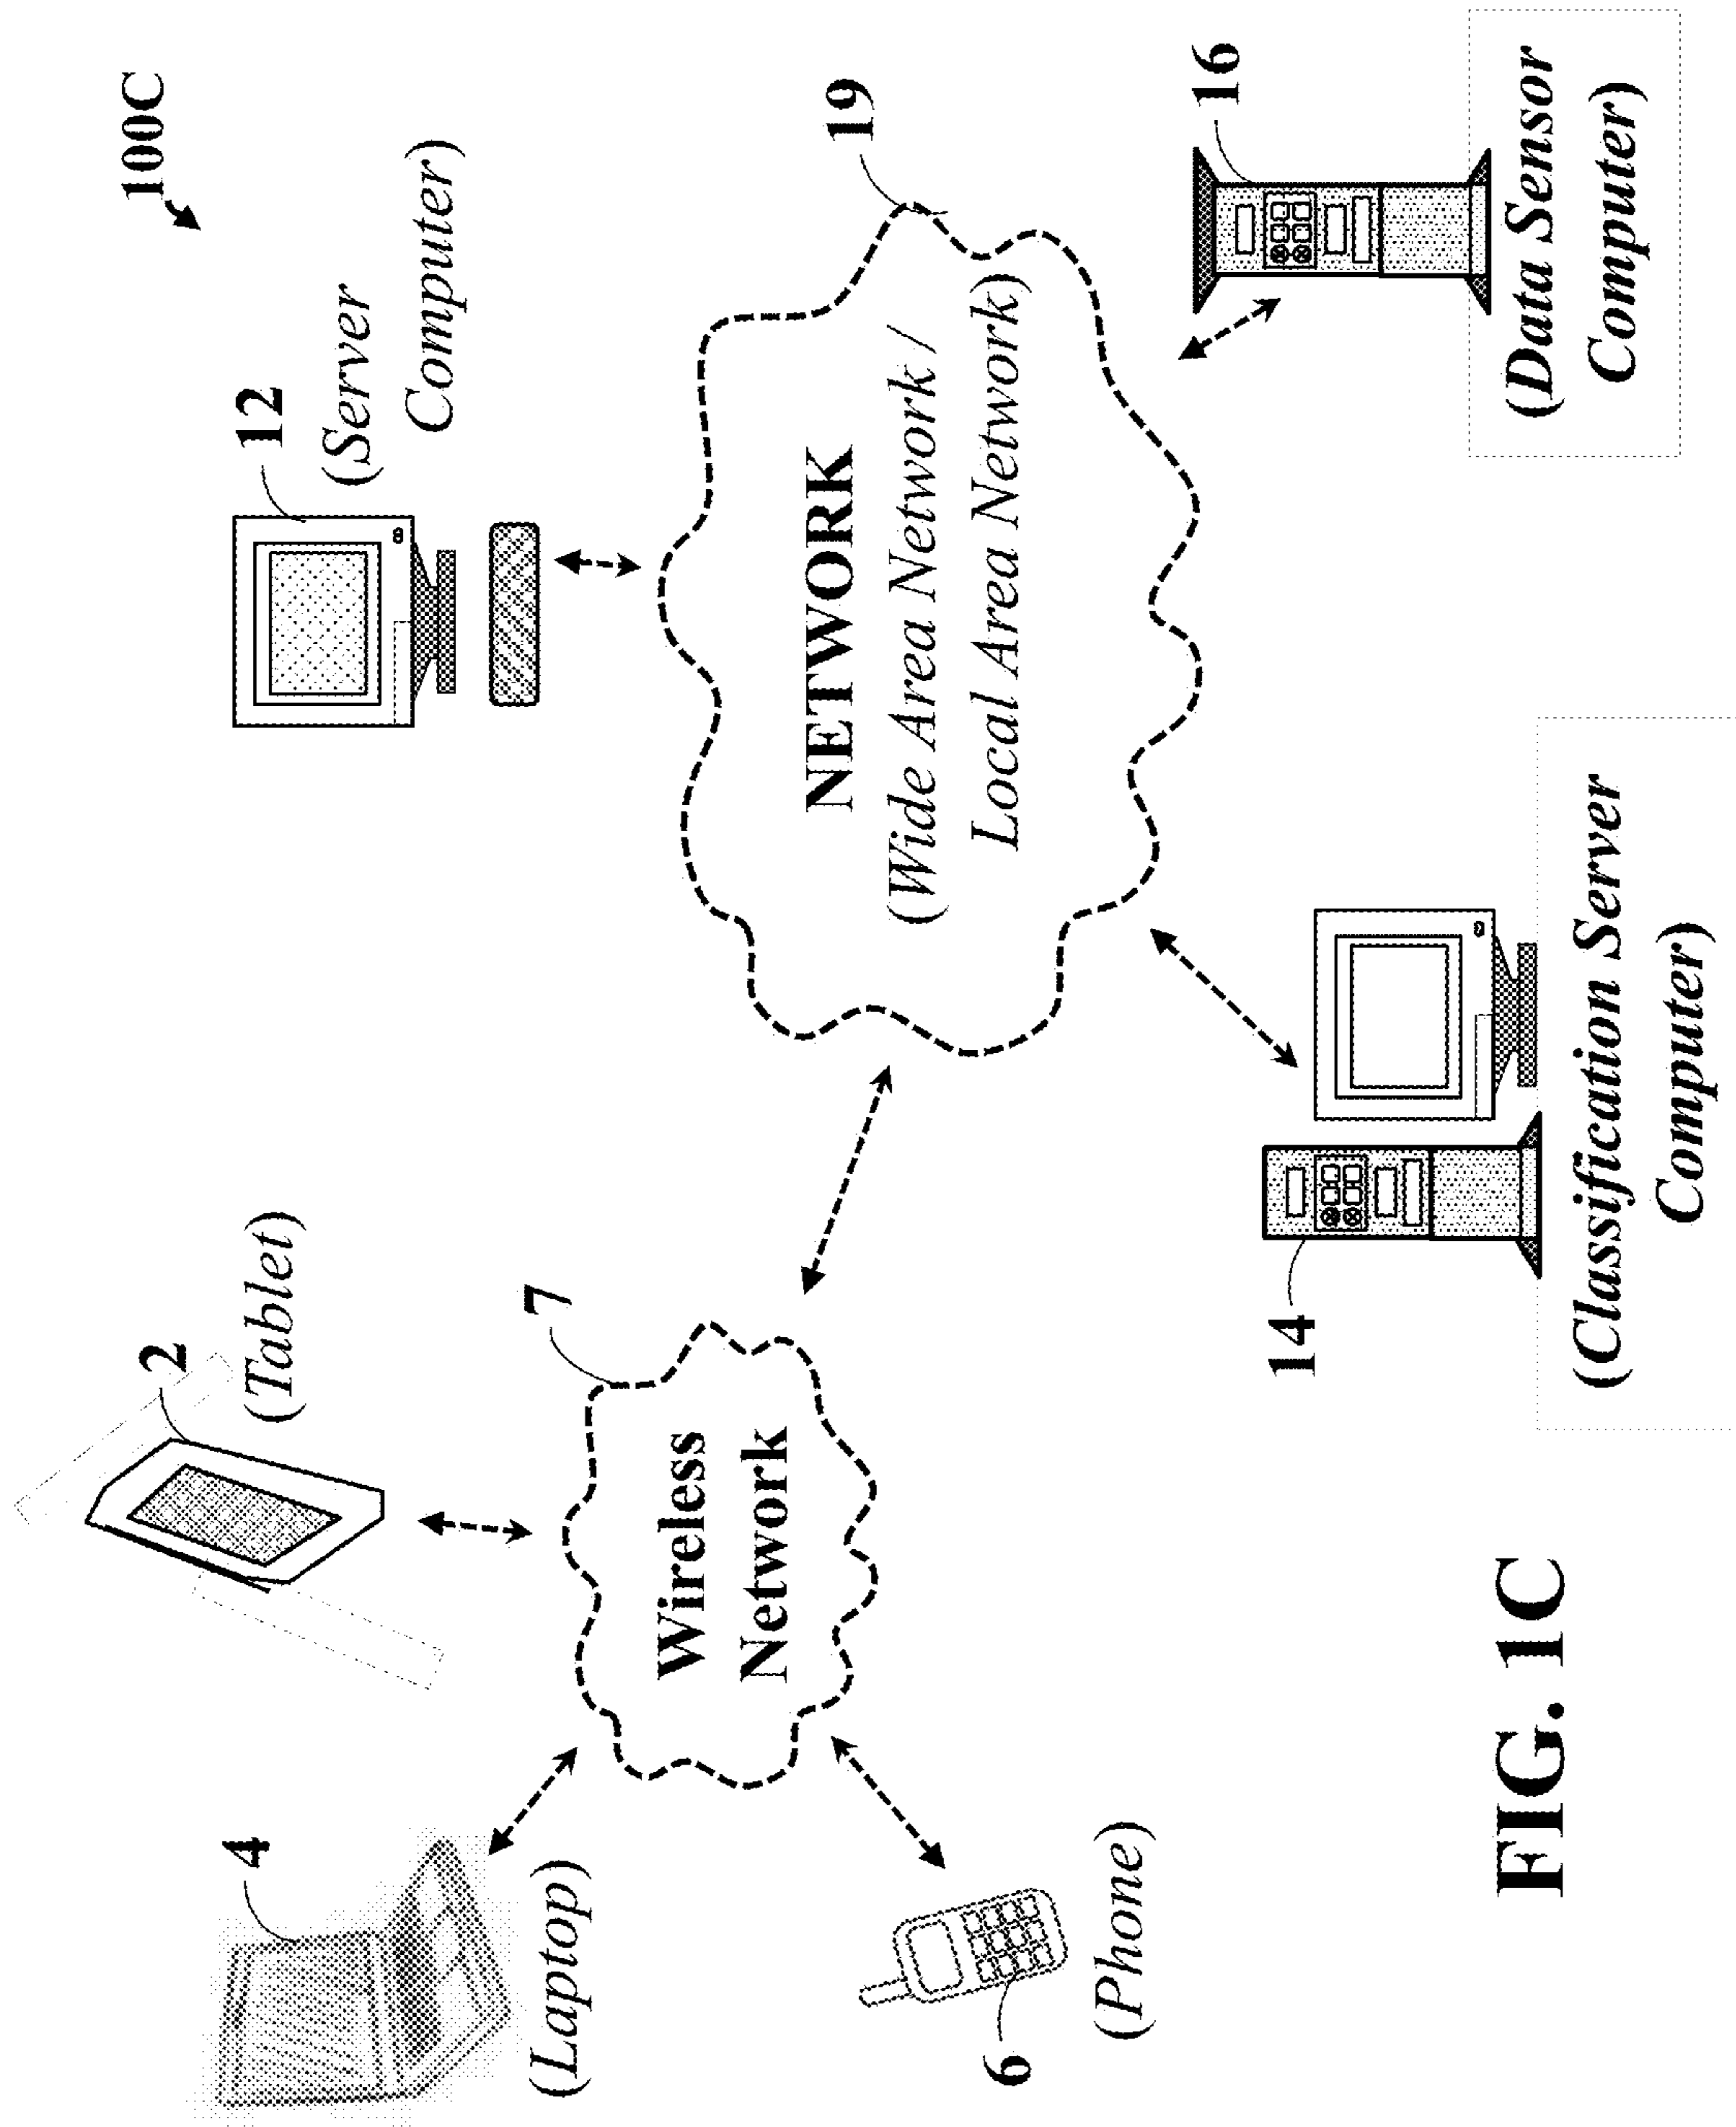 100C
12
(Server
Computer)
2
(Tablet)
4
(Laptop)
7
Wireless
Network
19
NETWORK
(Wide Area Network /
Local Area Network)
6
(Phone)
14
(Classification Server
Computer)
16
(Data Sensor
Computer)
FIG. 1C